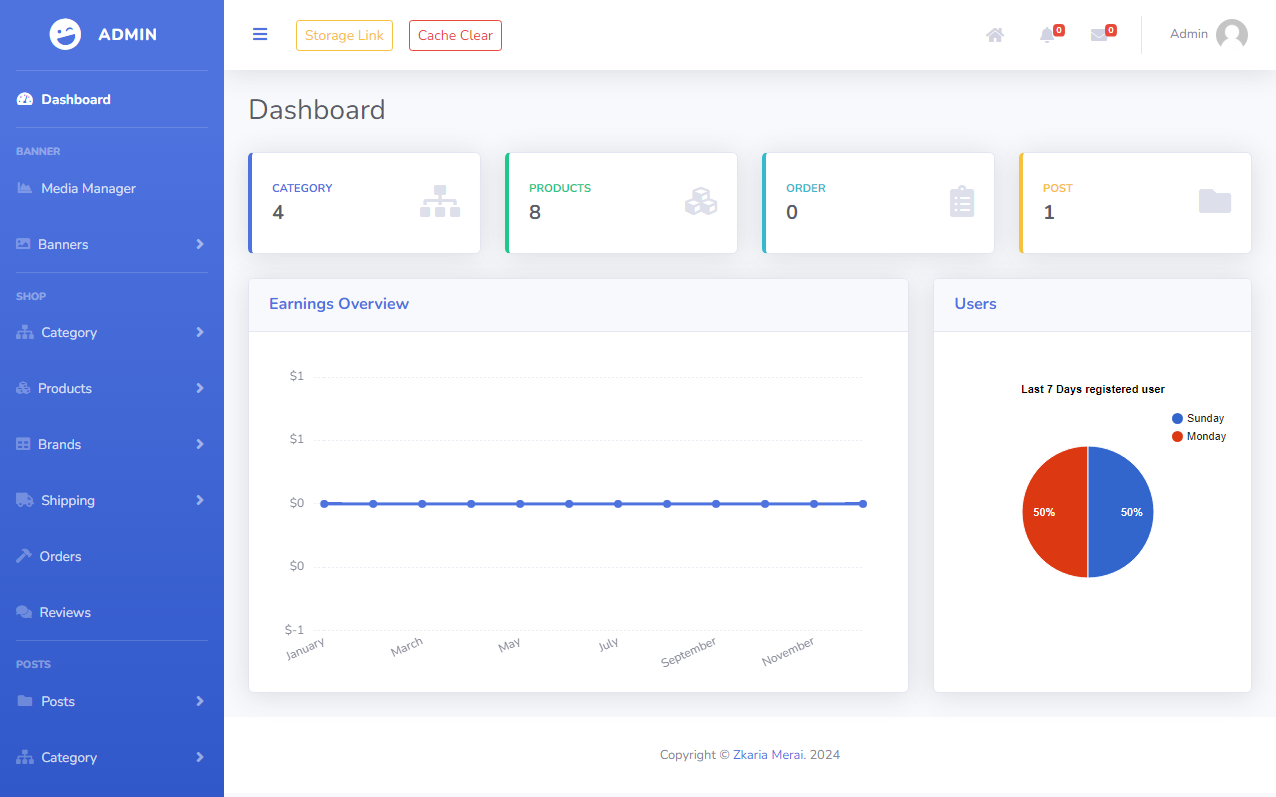 ADMIN
Storage Link
Cache Clear
0
0
Admin
Dashboard
BANNER
Media Manager
Banners
SHOP
Category
Products
Brands
Shipping
Orders
Reviews
POSTS
Posts
Category
Dashboard
CATEGORY
4
PRODUCTS
8
ORDER
0
POST
1
Earnings Overview
$1
$1
$0
$0
$-1
January
March
May
July
September
November
Users
Last 7 Days registered user
Sunday
Monday
50%
50%
Copyright © Zkaria Merai. 2024